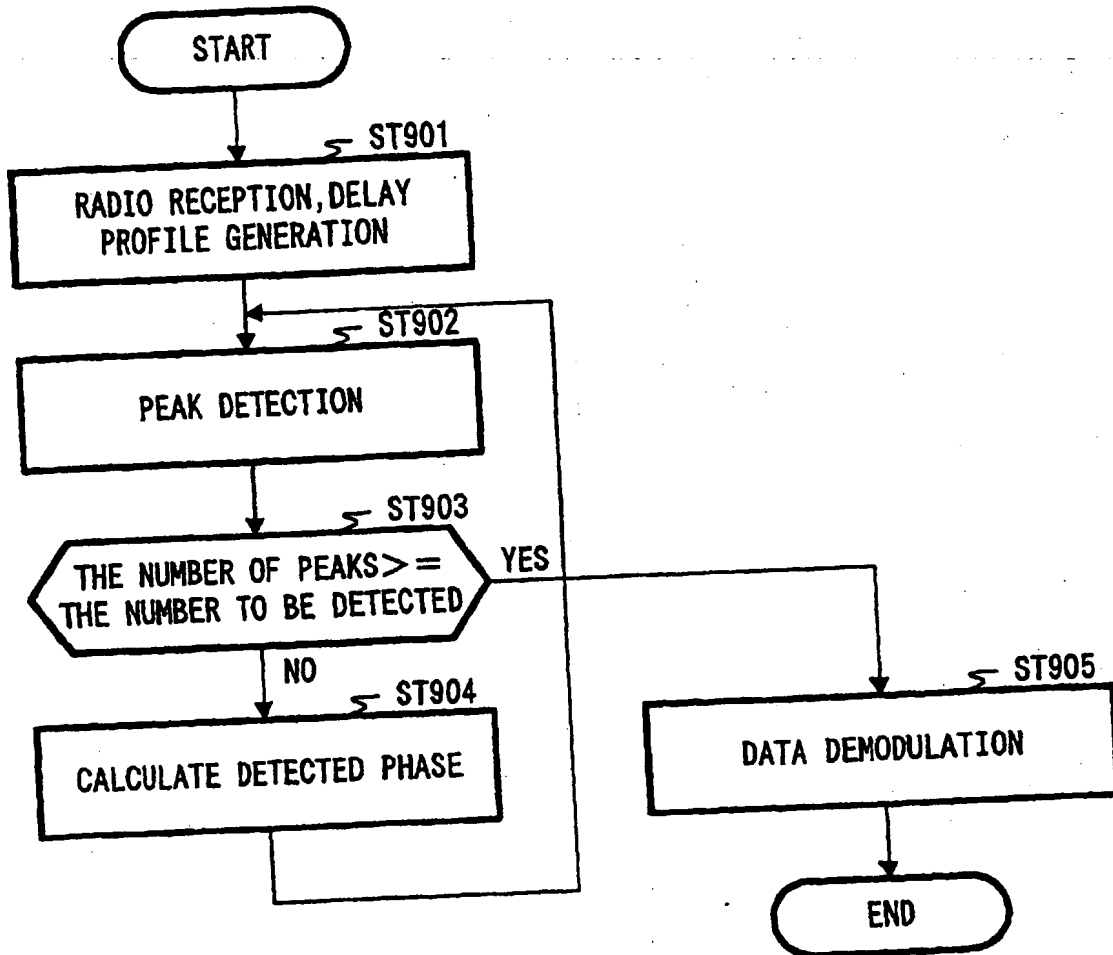 START
ST901
RADIO RECEPTION,DELAY
PROFILE GENERATION
ST902
PEAK DETECTION
ST903
THE NUMBER OF PEAKS>=
THE NUMBER TO BE DETECTED
YES
NO
ST904
CALCULATE DETECTED PHASE
ST905
DATA DEMODULATION
END